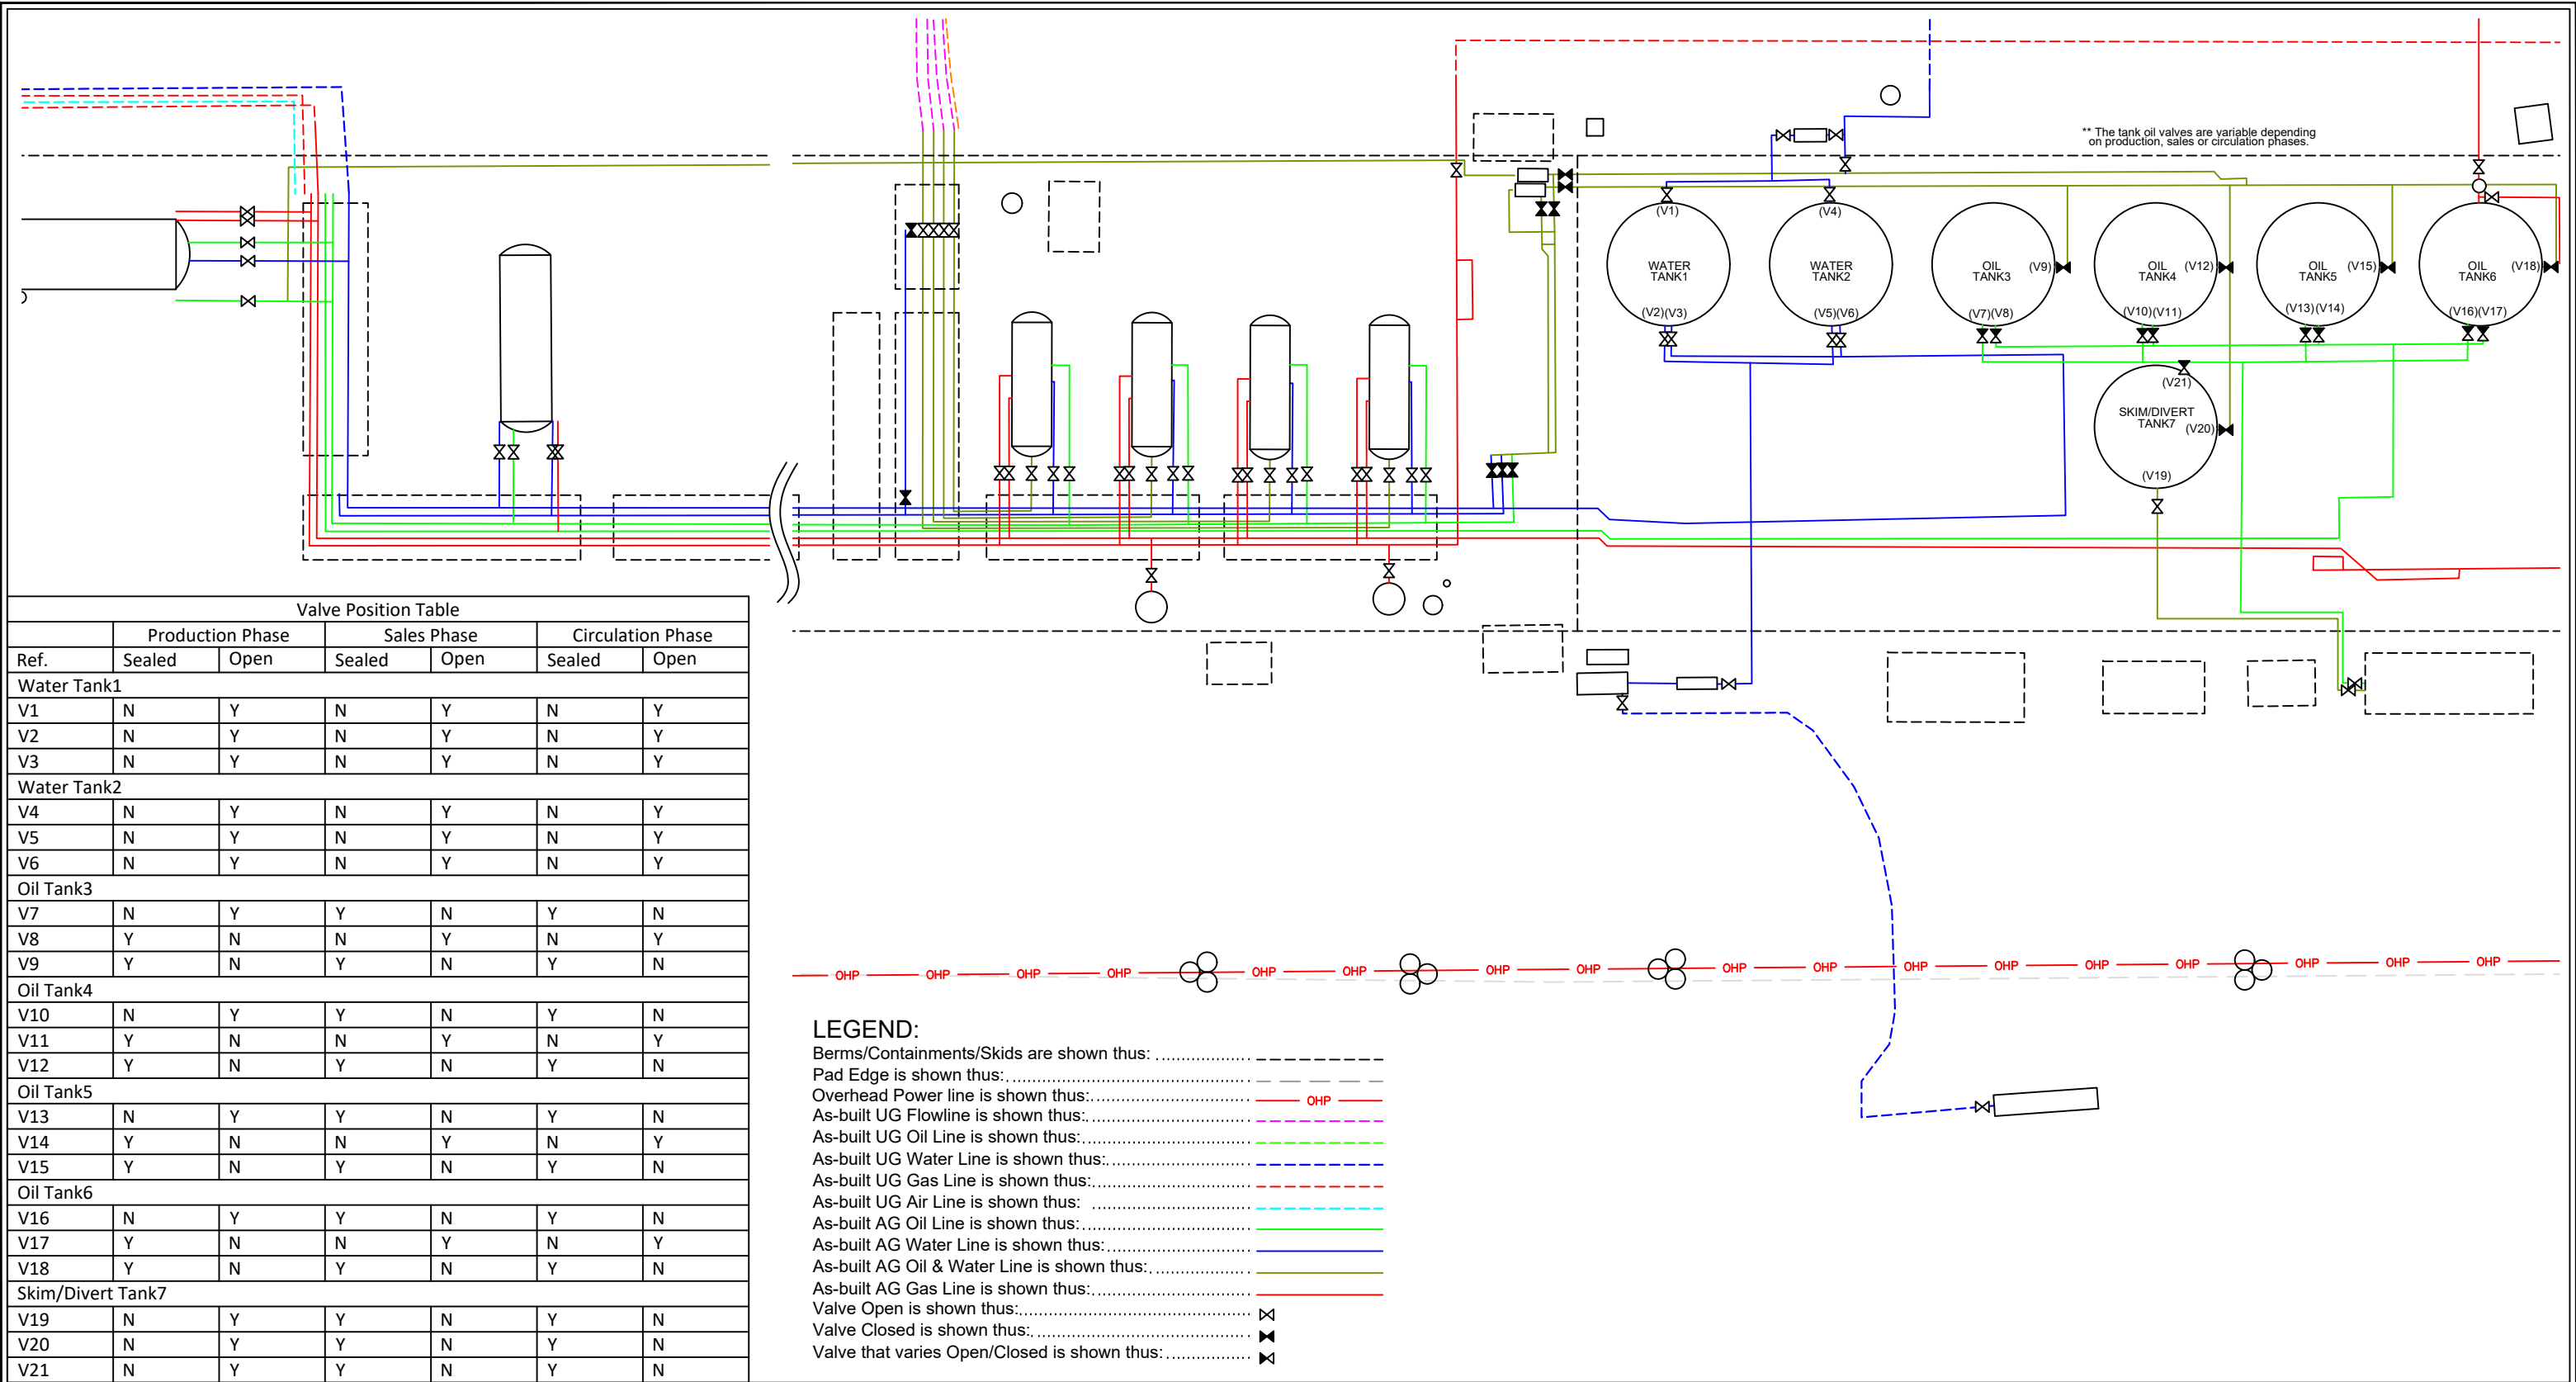 ** The tank oil valves are variable depending
on production, sales or circulation phases.
(V1)
(V4)
WATER
TANK1
WATER
TANK2
OIL
TANK3
(V9)
OIL
TANK4
(V12)
OIL
TANK5
(V15)
OIL
TANK6
(V18)
(V2)(V3)
(V5)(V6)
(V7)(V8)
(V10)(V11)
(V13)(V14)
(V16)(V17)
(V21)
SKIM/DIVERT
TANK7
(V20)
(V19)
Valve Position Table
Production Phase Sales Phase Circulation Phase
Ref. Sealed Open Sealed Open Sealed Open
Water Tank1
V1 N Y N Y N Y
V2 N Y N Y N Y
V3 N Y N Y N Y
Water Tank2
V4 N Y N Y N Y
V5 N Y N Y N Y
V6 N Y N Y N Y
Oil Tank3
V7 N Y Y N Y N
V8 Y N N Y N Y
V9 Y N Y N Y N
Oil Tank4
V10 N Y Y N Y N
V11 Y N N Y N Y
V12 Y N Y N Y N
Oil Tank5
V13 N Y Y N Y N
V14 Y N N Y N Y
V15 Y N Y N Y N
Oil Tank6
V16 N Y Y N Y N
V17 Y N N Y N Y
V18 Y N Y N Y N
Skim/Divert Tank7
V19 N Y Y N Y N
V20 N Y Y N Y N
V21 N Y Y N Y N
OHP OHP OHP OHP OHP OHP OHP OHP OHP OHP OHP OHP OHP OHP OHP OHP
LEGEND:
Berms/Containments/Skids are shown thus:
Pad Edge is shown thus:
Overhead Power line is shown thus: OHP
As-built UG Flowline is shown thus:
As-built UG Oil Line is shown thus:
As-built UG Water Line is shown thus:
As-built UG Gas Line is shown thus:
As-built UG Air Line is shown thus:
As-built AG Oil Line is shown thus:
As-built AG Water Line is shown thus:
As-built AG Oil & Water Line is shown thus:
As-built AG Gas Line is shown thus:
Valve Open is shown thus:
Valve Closed is shown thus:
Valve that varies Open/Closed is shown thus: